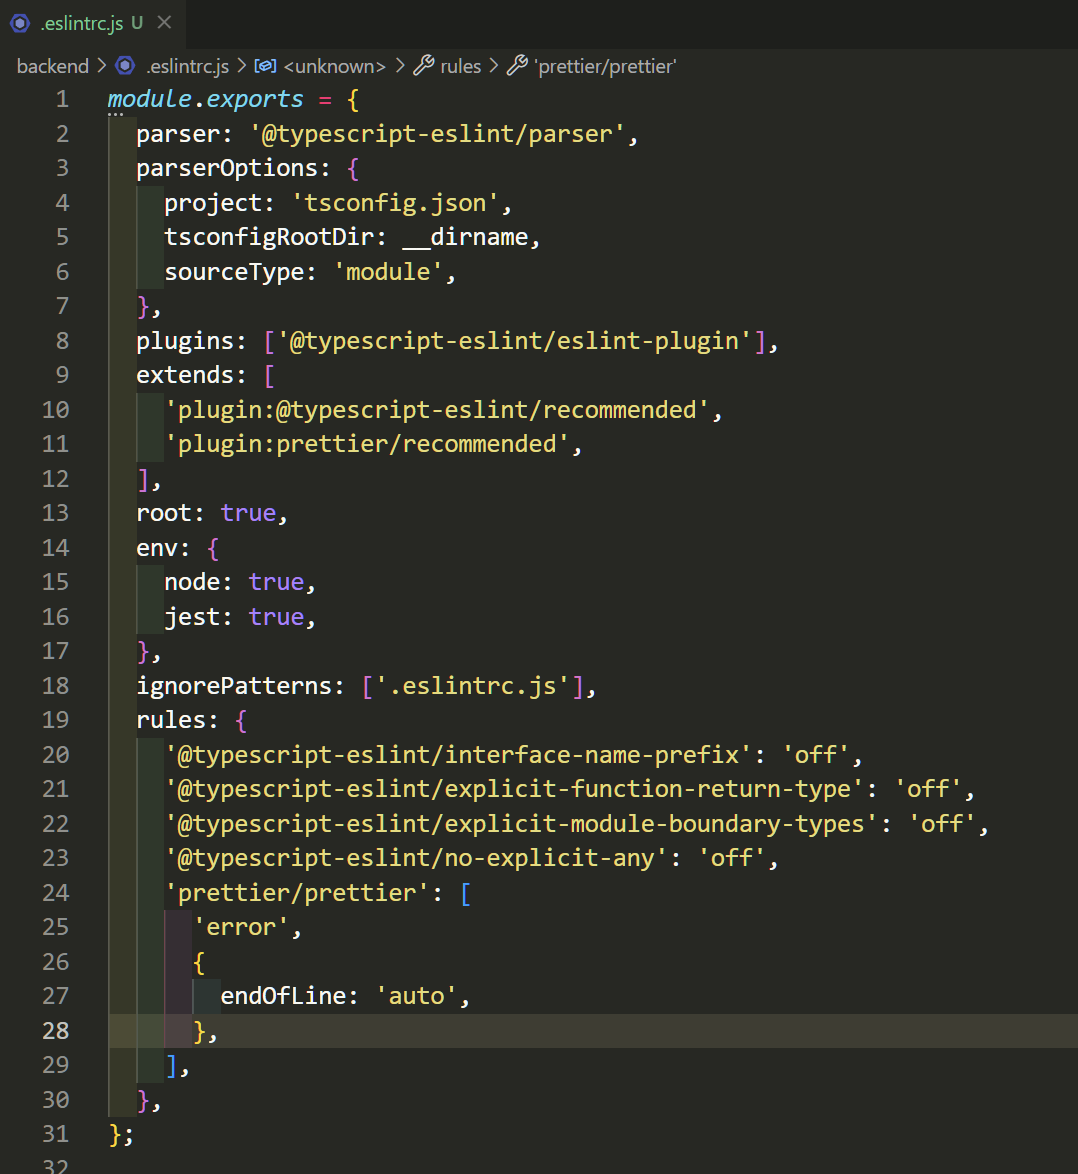 .eslintrc.js U
backend > .eslintrc.js > <unknown> > rules > 'prettier/prettier'
1 module.exports = {
2   parser: '@typescript-eslint/parser',
3   parserOptions: {
4     project: 'tsconfig.json',
5     tsconfigRootDir: __dirname,
6     sourceType: 'module',
7   },
8   plugins: ['@typescript-eslint/eslint-plugin'],
9   extends: [
10     'plugin:@typescript-eslint/recommended',
11     'plugin:prettier/recommended',
12   ],
13   root: true,
14   env: {
15     node: true,
16     jest: true,
17   },
18   ignorePatterns: ['.eslintrc.js'],
19   rules: {
20     '@typescript-eslint/interface-name-prefix': 'off',
21     '@typescript-eslint/explicit-function-return-type': 'off',
22     '@typescript-eslint/explicit-module-boundary-types': 'off',
23     '@typescript-eslint/no-explicit-any': 'off',
24     'prettier/prettier': [
25       'error',
26       {
27         endOfLine: 'auto',
28       },
29     ],
30   },
31 };
32